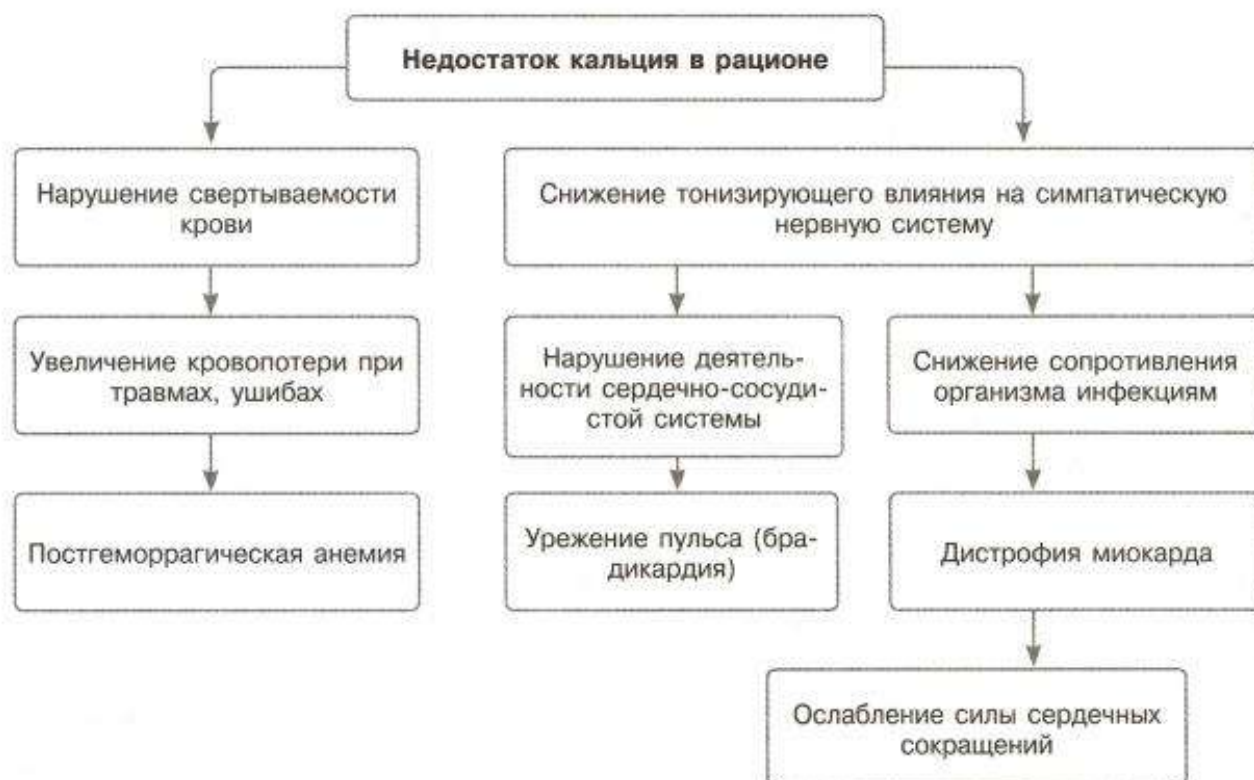 Недостаток кальция в рационе
Нарушение свертываемости
крови
Снижение тонизирующего влияния на симпатическую
нервную систему
Увеличение кровопотери при
травмах, ушибах
Нарушение деятель-
ности сердечно-сосуди-
стой системы
Снижение сопротивления
организма инфекциям
Постгеморрагическая анемия
Урежение пульса (бра-
дикардия)
Дистрофия миокарда
Ослабление силы сердечных
сокращений